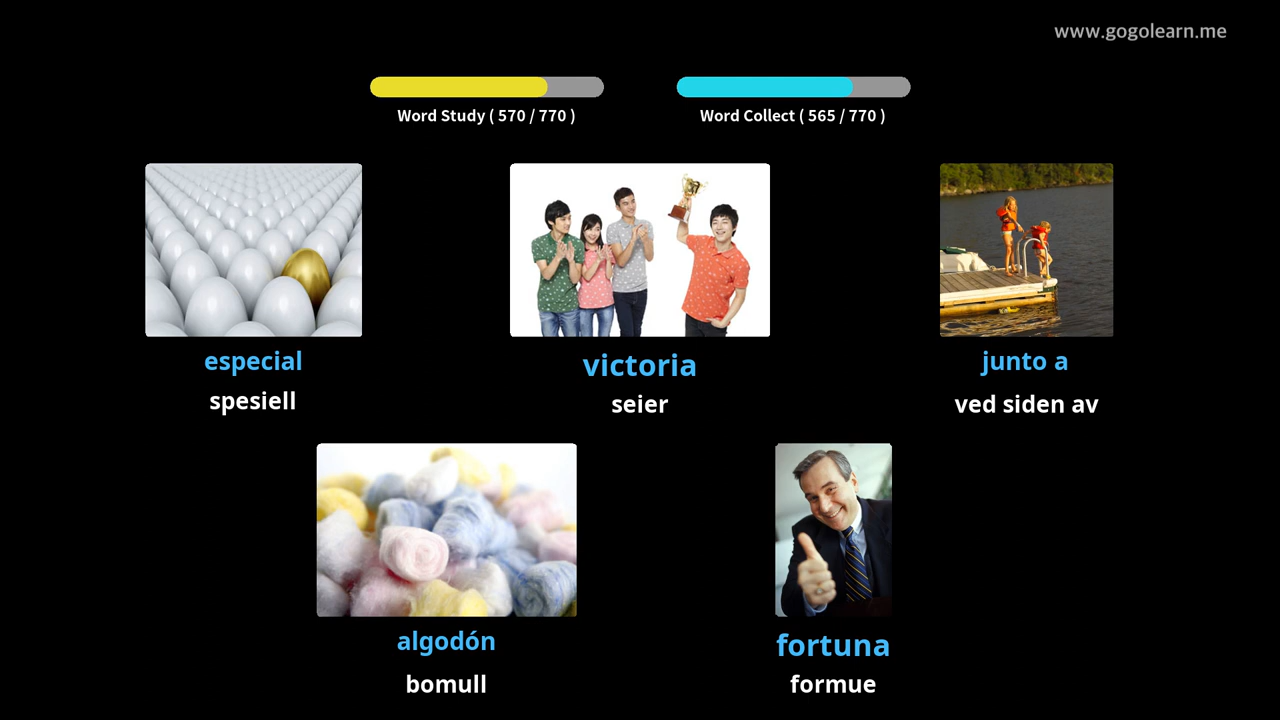 www.gogolearn.me
Word Study ( 570 / 770 )
Word Collect ( 565 / 770 )
especial
spesiell
victoria
seier
junto a
ved siden av
algodón
bomull
fortuna
formue